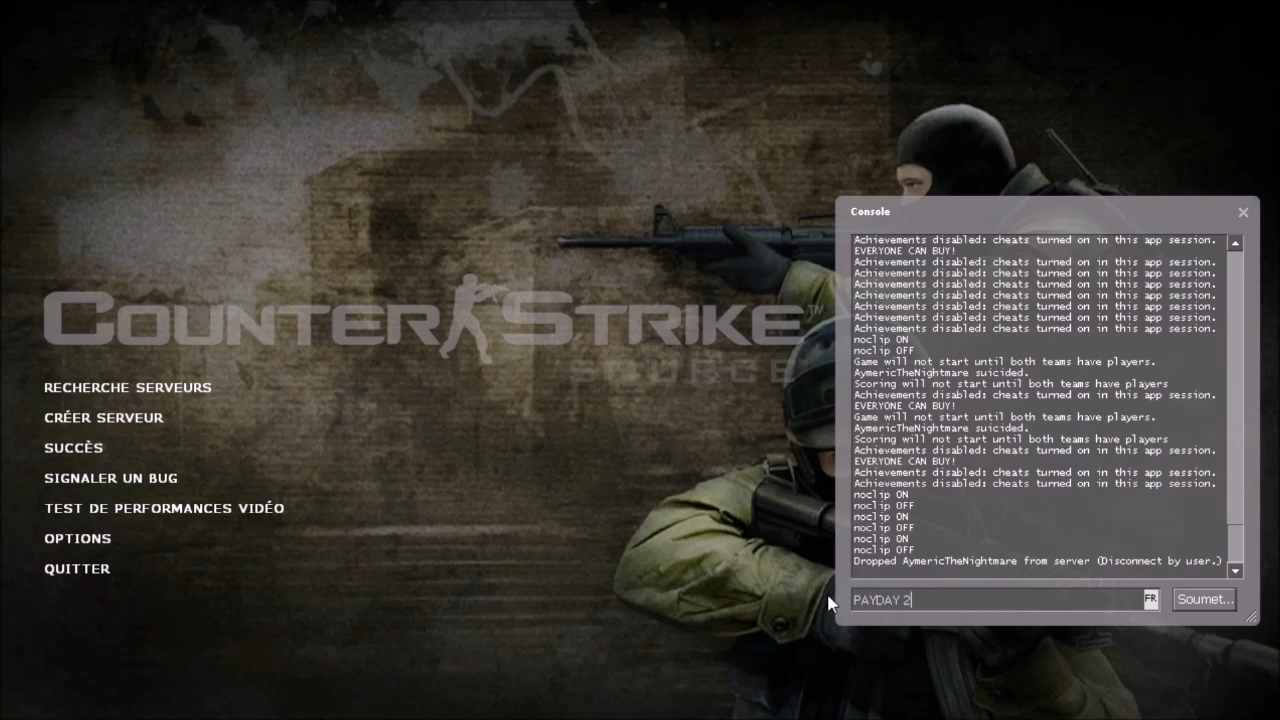 COUNTER STRIKE™
SOURCE
RECHERCHE SERVEURS
CRÉER SERVEUR
SUCCÈS
SIGNALER UN BUG
TEST DE PERFORMANCES VIDÉO
OPTIONS
QUITTER
Console
Achievements disabled: cheats turned on in this app session.
EVERYONE CAN BUY!
Achievements disabled: cheats turned on in this app session.
Achievements disabled: cheats turned on in this app session.
Achievements disabled: cheats turned on in this app session.
Achievements disabled: cheats turned on in this app session.
Achievements disabled: cheats turned on in this app session.
Achievements disabled: cheats turned on in this app session.
Achievements disabled: cheats turned on in this app session.
noclip ON
noclip OFF
Game will not start until both teams have players.
AymericTheNightmare suicided.
Scoring will not start until both teams have players
Achievements disabled: cheats turned on in this app session.
EVERYONE CAN BUY!
Game will not start until both teams have players.
AymericTheNightmare suicided.
Scoring will not start until both teams have players
Achievements disabled: cheats turned on in this app session.
EVERYONE CAN BUY!
Achievements disabled: cheats turned on in this app session.
Achievements disabled: cheats turned on in this app session.
noclip ON
noclip OFF
noclip ON
noclip OFF
noclip ON
noclip OFF
Dropped AymericTheNightmare from server (Disconnect by user.)
PAYDAY 2
FR
Soumet...